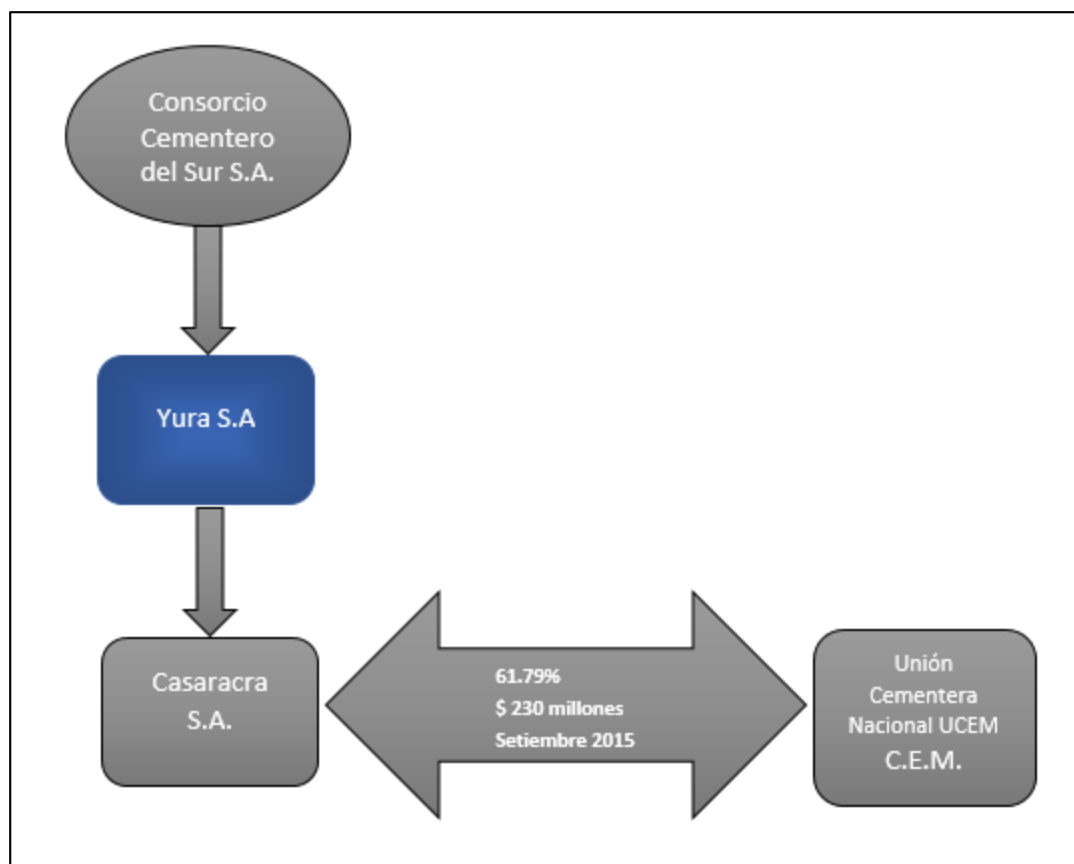 Consorcio
Cementero
del Sur S.A.
Yura S.A
Casaracra
S.A.
61.79%
$ 230 millones
Setiembre 2015
Unión
Cementera
Nacional UCEM
C.E.M.